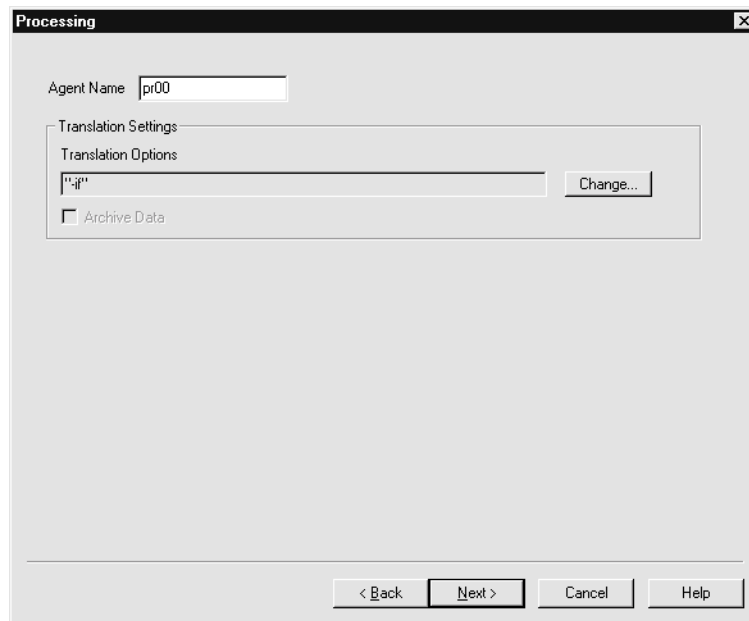 Processing
Agent Name pr00
Translation Settings
Translation Options
"-if" Change...
Archive Data
< Back Next > Cancel Help